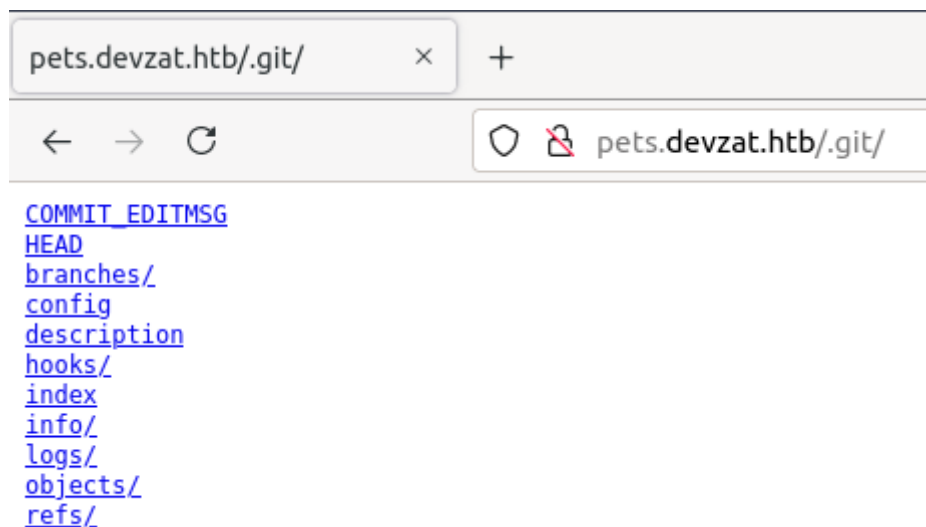 pets.devzat.htb/.git/
pets.devzat.htb/.git/
COMMIT_EDITMSG
HEAD
branches/
config
description
hooks/
index
info/
logs/
objects/
refs/